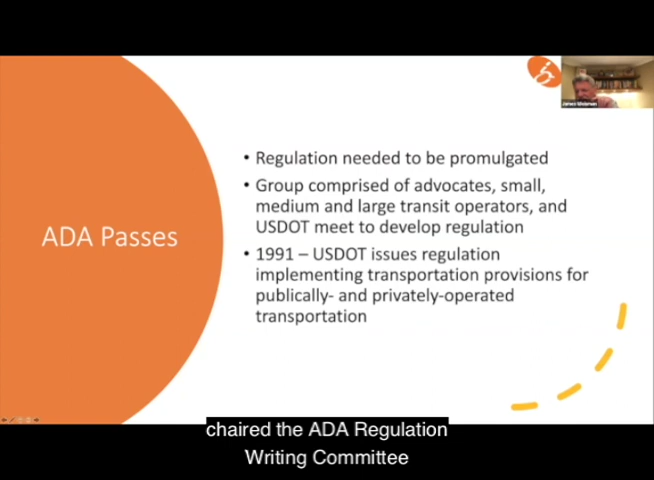 ADA Passes
• Regulation needed to be promulgated
• Group comprised of advocates, small,
medium and large transit operators, and
USDOT meet to develop regulation
• 1991 – USDOT issues regulation
implementing transportation provisions for
publically- and privately-operated
transportation
chaired the ADA Regulation
Writing Committee